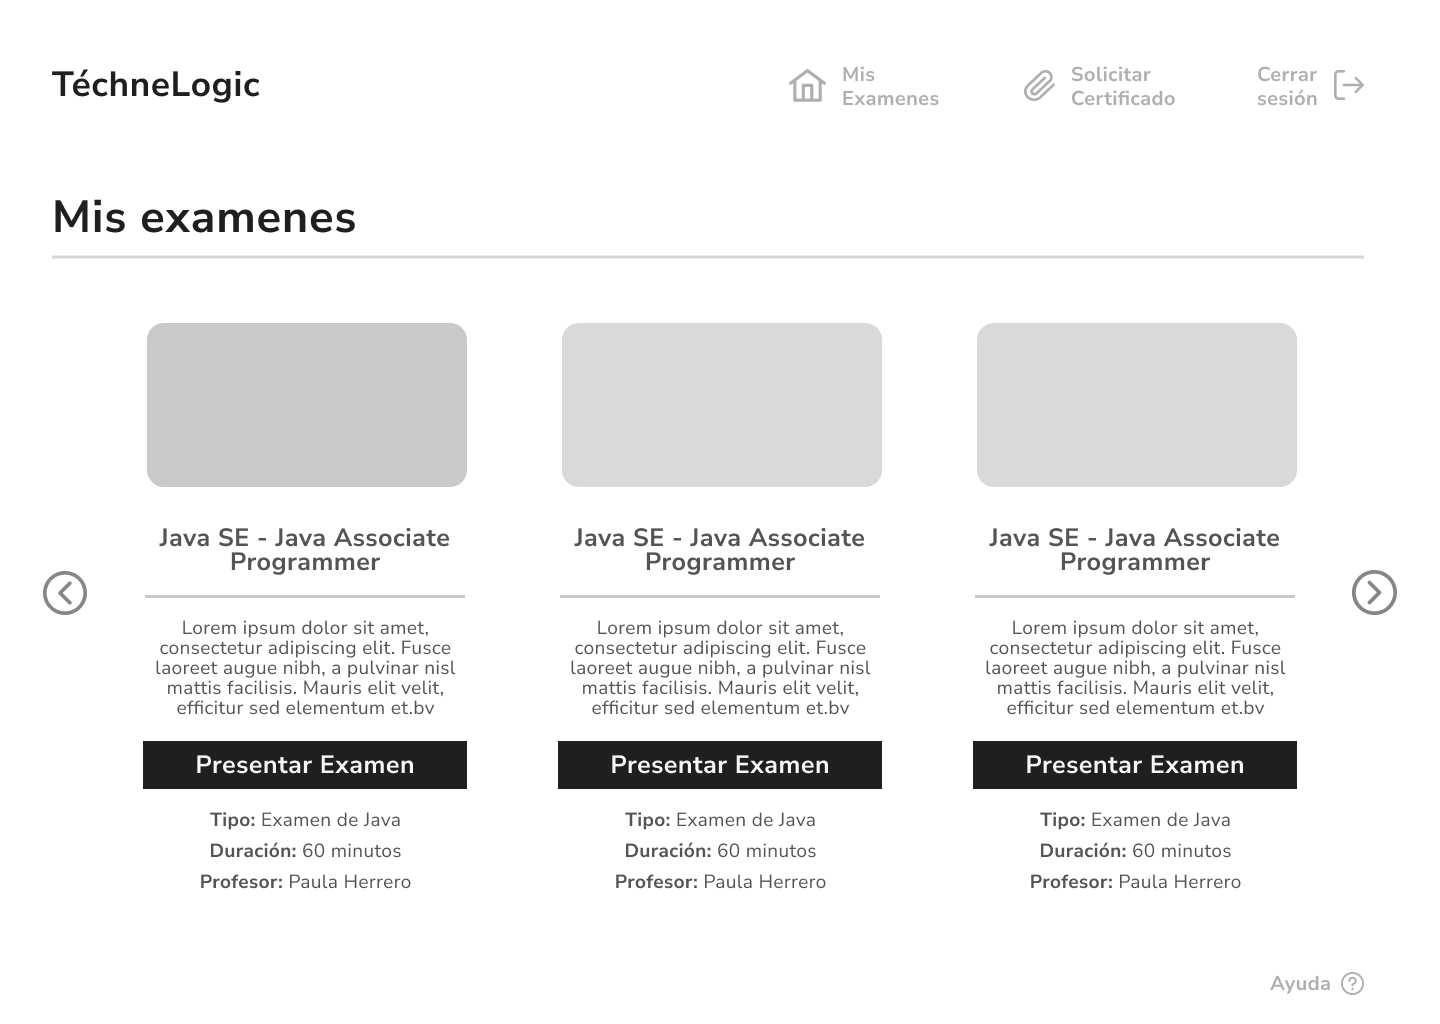 TéchneLogic
Mis
Examenes
Solicitar
Certificado
Cerrar
sesión
Mis examenes
Java SE - Java Associate
Programmer
Lorem ipsum dolor sit amet,
consectetur adipiscing elit. Fusce
laoreet augue nibh, a pulvinar nisl
mattis facilisis. Mauris elit velit,
efficitur sed elementum et.bv
Presentar Examen
Tipo: Examen de Java
Duración: 60 minutos
Profesor: Paula Herrero
Java SE - Java Associate
Programmer
Lorem ipsum dolor sit amet,
consectetur adipiscing elit. Fusce
laoreet augue nibh, a pulvinar nisl
mattis facilisis. Mauris elit velit,
efficitur sed elementum et.bv
Presentar Examen
Tipo: Examen de Java
Duración: 60 minutos
Profesor: Paula Herrero
Java SE - Java Associate
Programmer
Lorem ipsum dolor sit amet,
consectetur adipiscing elit. Fusce
laoreet augue nibh, a pulvinar nisl
mattis facilisis. Mauris elit velit,
efficitur sed elementum et.bv
Presentar Examen
Tipo: Examen de Java
Duración: 60 minutos
Profesor: Paula Herrero
Ayuda